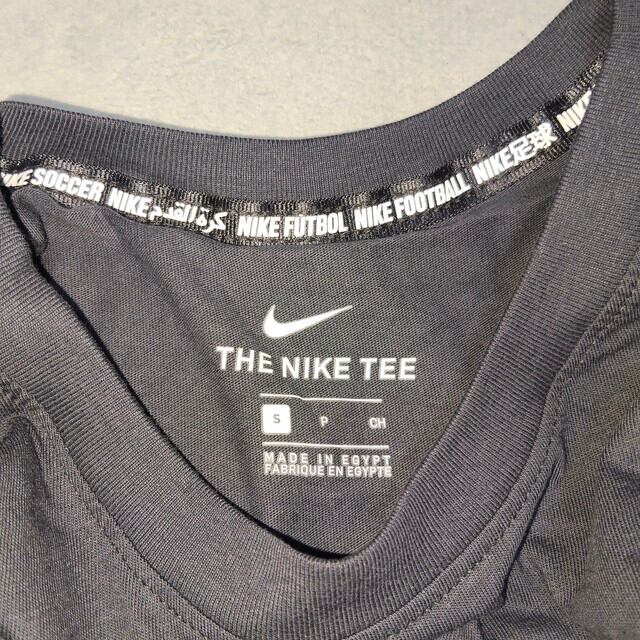 NIKE SOCCER NIKE كرة القدم NIKE FUTBOL NIKE FOOTBALL NIKE足球 NIKE
THE NIKE TEE
S P CH
MADE IN EGYPT
FABRIQUE EN EGYPTE